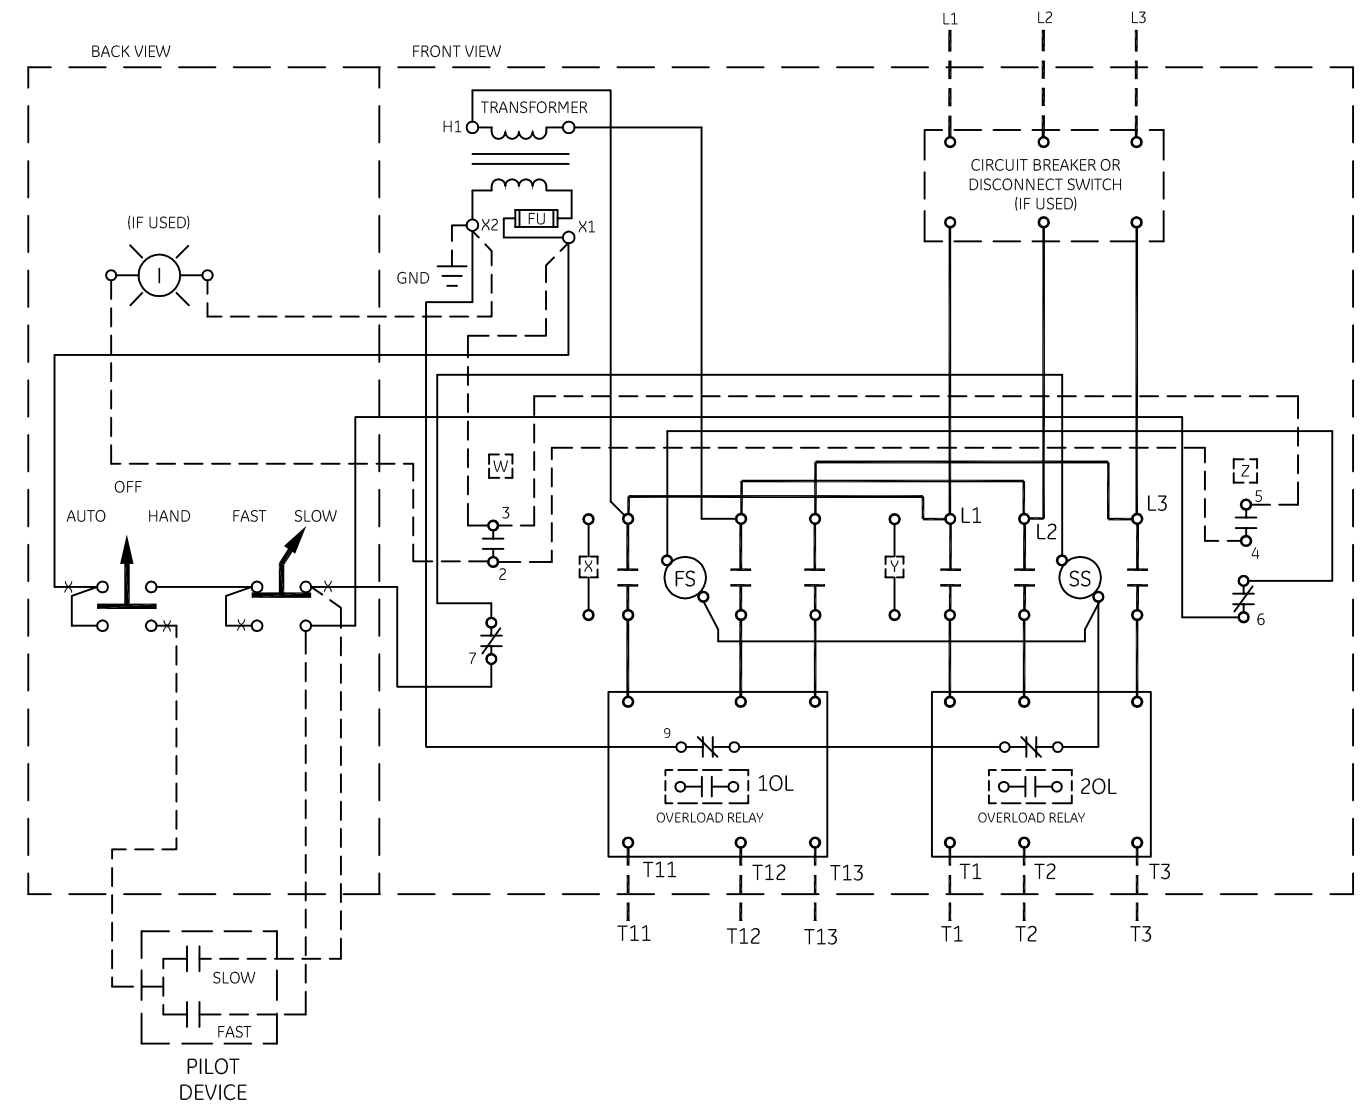 L1 L2 L3
BACK VIEW FRONT VIEW
TRANSFORMER
H1
CIRCUIT BREAKER OR
DISCONNECT SWITCH
(IF USED)
(IF USED)
FU
X2 X1
I
GND
W
Z
OFF
5
AUTO HAND FAST SLOW
3
L1 L2 L3
4
2
X FS Y SS
X X
6
X X
7
9
1OL 2OL
OVERLOAD RELAY OVERLOAD RELAY
T11 T12 T13 T1 T2 T3
T11 T12 T13 T1 T2 T3
SLOW
FAST
PILOT
DEVICE